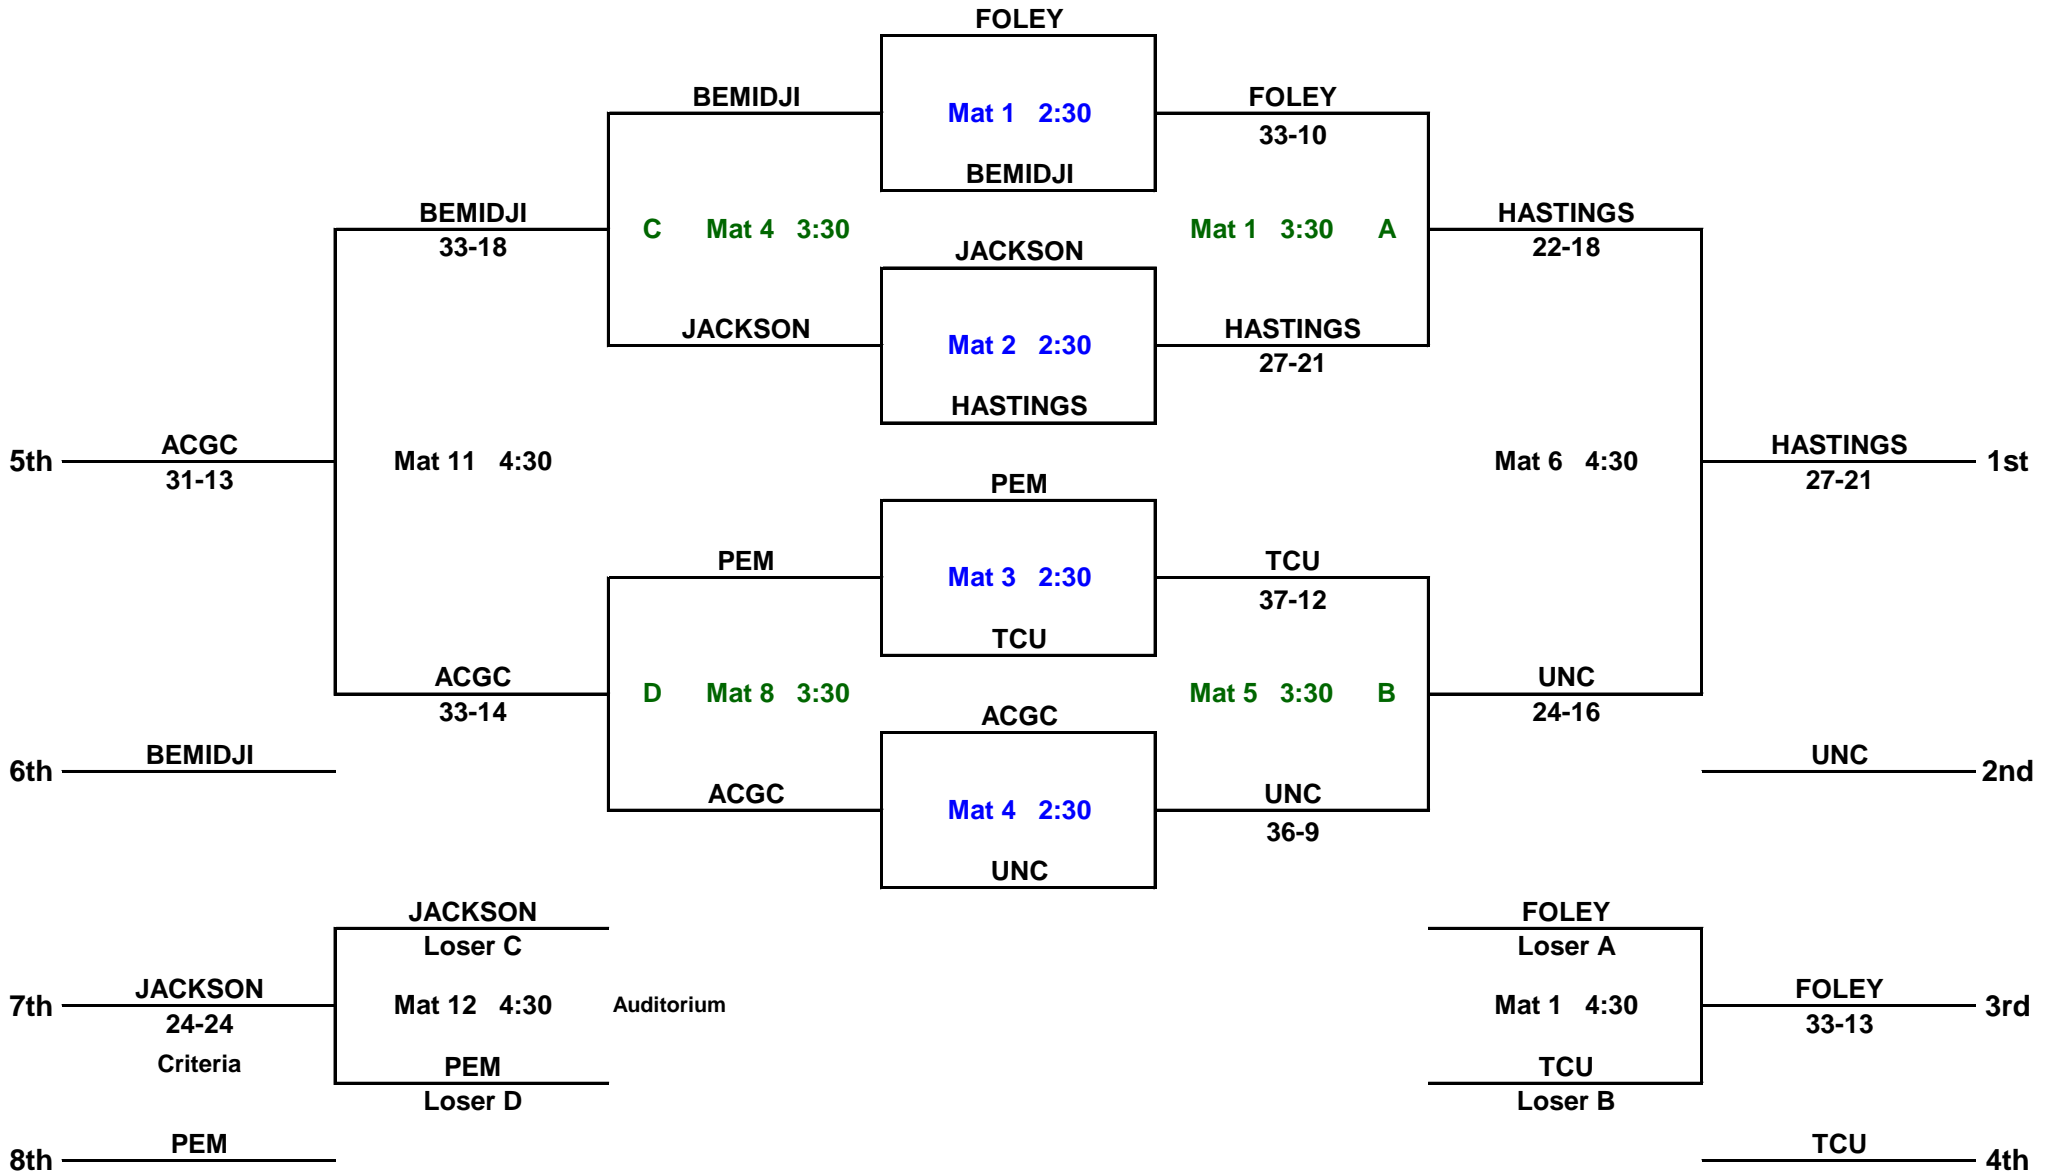 FOLEY
BEMIDJI
Mat 1 2:30
FOLEY
33-10
BEMIDJI
BEMIDJI
33-18
C Mat 4 3:30
Mat 1 3:30 A
HASTINGS
22-18
JACKSON
JACKSON
Mat 2 2:30
HASTINGS
27-21
HASTINGS
5th
ACGC
31-13
Mat 11 4:30
Mat 6 4:30
HASTINGS
27-21
1st
PEM
PEM
Mat 3 2:30
TCU
37-12
TCU
ACGC
33-14
D Mat 8 3:30
Mat 5 3:30 B
UNC
24-16
ACGC
6th
BEMIDJI
UNC
2nd
ACGC
Mat 4 2:30
UNC
36-9
UNC
JACKSON
Loser C
FOLEY
Loser A
7th
JACKSON
24-24
Criteria
Mat 12 4:30
Auditorium
Mat 1 4:30
FOLEY
33-13
3rd
PEM
Loser D
TCU
Loser B
8th
PEM
TCU
4th